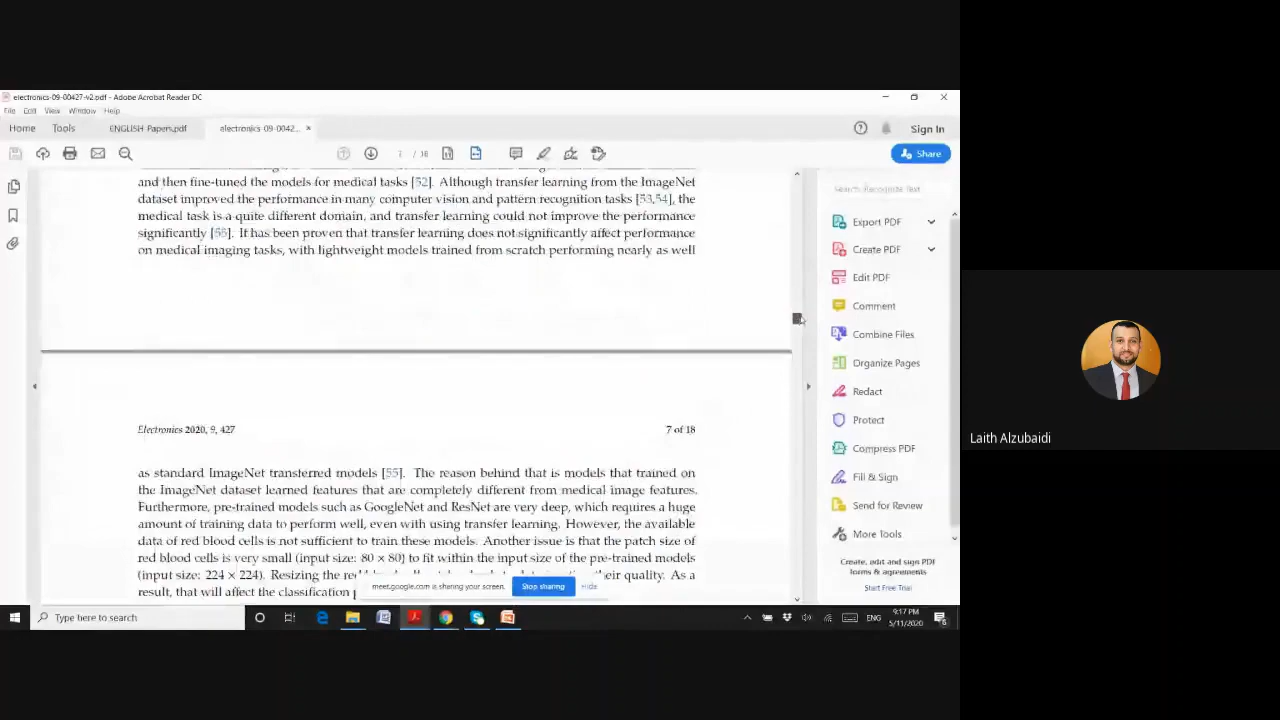 electronics-09-00427-v2.pdf - Adobe Acrobat Reader DC
File Edit View Window Help
Home Tools ENGLISH Papers.pdf electronics-09-0042... × Sign In
7 / 18 Share
and then fine-tuned the models for medical tasks [52]. Although transfer learning from the ImageNet
dataset improved the performance in many computer vision and pattern recognition tasks [53,54], the
medical task is a quite different domain, and transfer learning could not improve the performance
significantly [55]. It has been proven that transfer learning does not significantly affect performance
on medical imaging tasks, with lightweight models trained from scratch performing nearly as well
Electronics 2020, 9, 427 7 of 18
as standard ImageNet transferred models [55]. The reason behind that is models that trained on
the ImageNet dataset learned features that are completely different from medical image features.
Furthermore, pre-trained models such as GoogleNet and ResNet are very deep, which requires a huge
amount of training data to perform well, even with using transfer learning. However, the available
data of red blood cells is not sufficient to train these models. Another issue is that the patch size of
red blood cells is very small (input size: 80 × 80) to fit within the input size of the pre-trained models
(input size: 224 × 224). Resizing the red their quality. As a
result, that will affect the classification
meet.google.com is sharing your screen. Stop sharing Hide
Search 'Recognize Text'
Export PDF
Create PDF
Edit PDF
Comment
Combine Files
Organize Pages
Redact
Protect
Compress PDF
Fill & Sign
Send for Review
More Tools
Create, edit and sign PDF
forms & agreements
Start Free Trial
Type here to search
ENG
9:17 PM
5/11/2020
Laith Alzubaidi